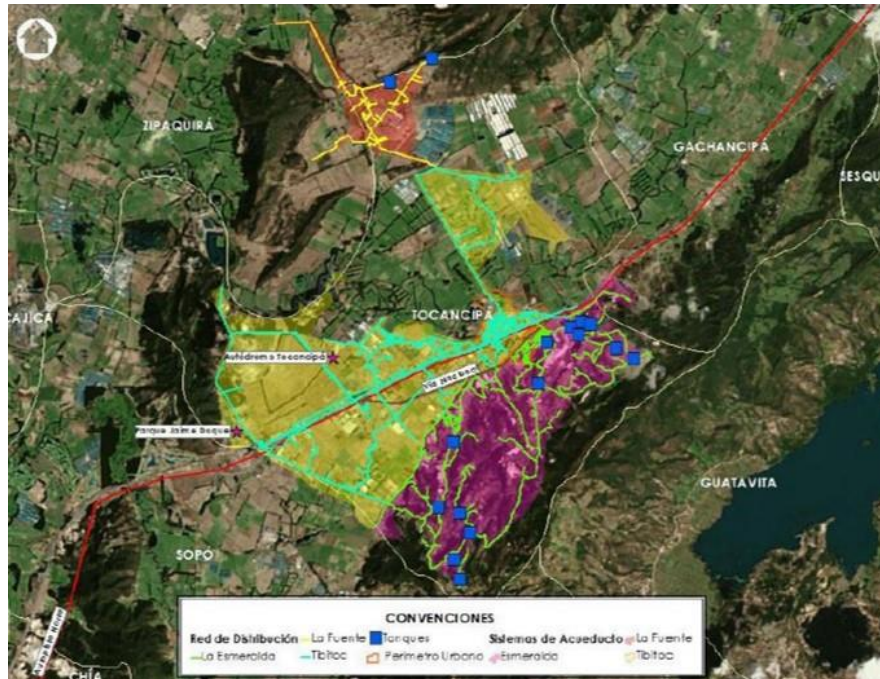 ZIPAQUIRÁ
GACHANCIPÁ
SESQU
CAJICA
TOCANCIPÁ
Autódromo Tocancipá
Parque Jaime Duque
GUATAVITA
SOPÓ
CHÍA
CONVENCIONES
Red de Distribución La Fuente Tanques Sistemas de Acueducto La Fuente
La Esmeralda Tibitoc Perímetro Urbano Esmeralda Tibitoc